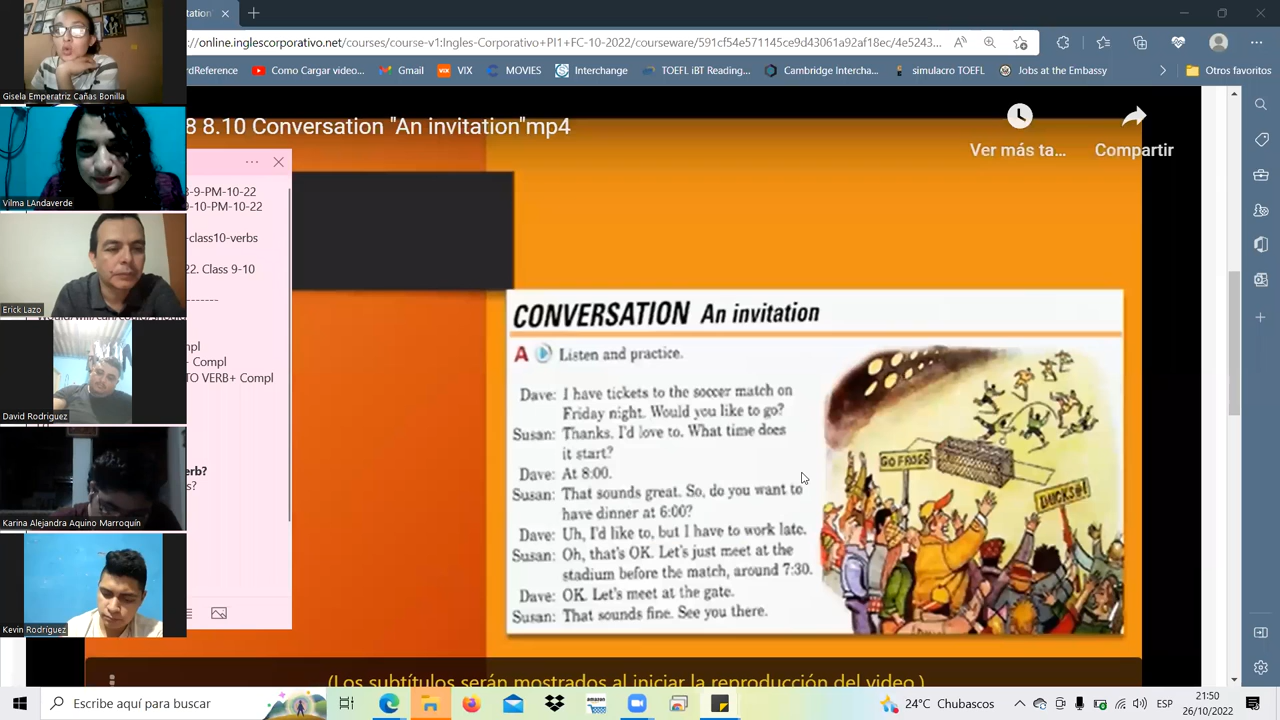 (1)
://online.inglescorporativo.net/courses/course-v1:Ingles-Corporativo+PI1+FC-10-2022/courseware/591cf54e571145ce9d43061a92af18ec/4e5243...
rdReference
Como Cargar video...
Gmail
VIX
MOVIES
Interchange
TOEFL iBT Reading...
Cambridge Intercha...
simulacro TOEFL
Jobs at the Embassy
Otros favoritos
Gisela Emperatriz Cañas Bonilla
8 8.10 Conversation "An invitation"mp4
Ver más ta...
Compartir
-9-PM-10-22
9-10-PM-10-22
Vilma LAndaverde
-class10-verbs
22. Class 9-10
--------
Erick Lazo
mpl
+ Compl
TO VERB+ Compl
David Rodriguez
erb?
s?
Karina Alejandra Aquino Marroquín
Kevin Rodríguez
CONVERSATION An invitation
A Listen and practice.
Dave: I have tickets to the soccer match on
Friday night. Would you like to go?
Susan: Thanks. I'd love to. What time does
it start?
Dave: At 8:00.
Susan: That sounds great. So, do you want to
have dinner at 6:00?
Dave: Uh, I'd like to, but I have to work late.
Susan: Oh, that's OK. Let's just meet at the
stadium before the match, around 7:30.
Dave: OK. Let's meet at the gate.
Susan: That sounds fine. See you there.
GO FROGS
DUCKS#1
(Los subtítulos serán mostrados al iniciar la reproducción del video.)
Escribe aquí para buscar
24°C Chubascos
ESP
21:50
26/10/2022